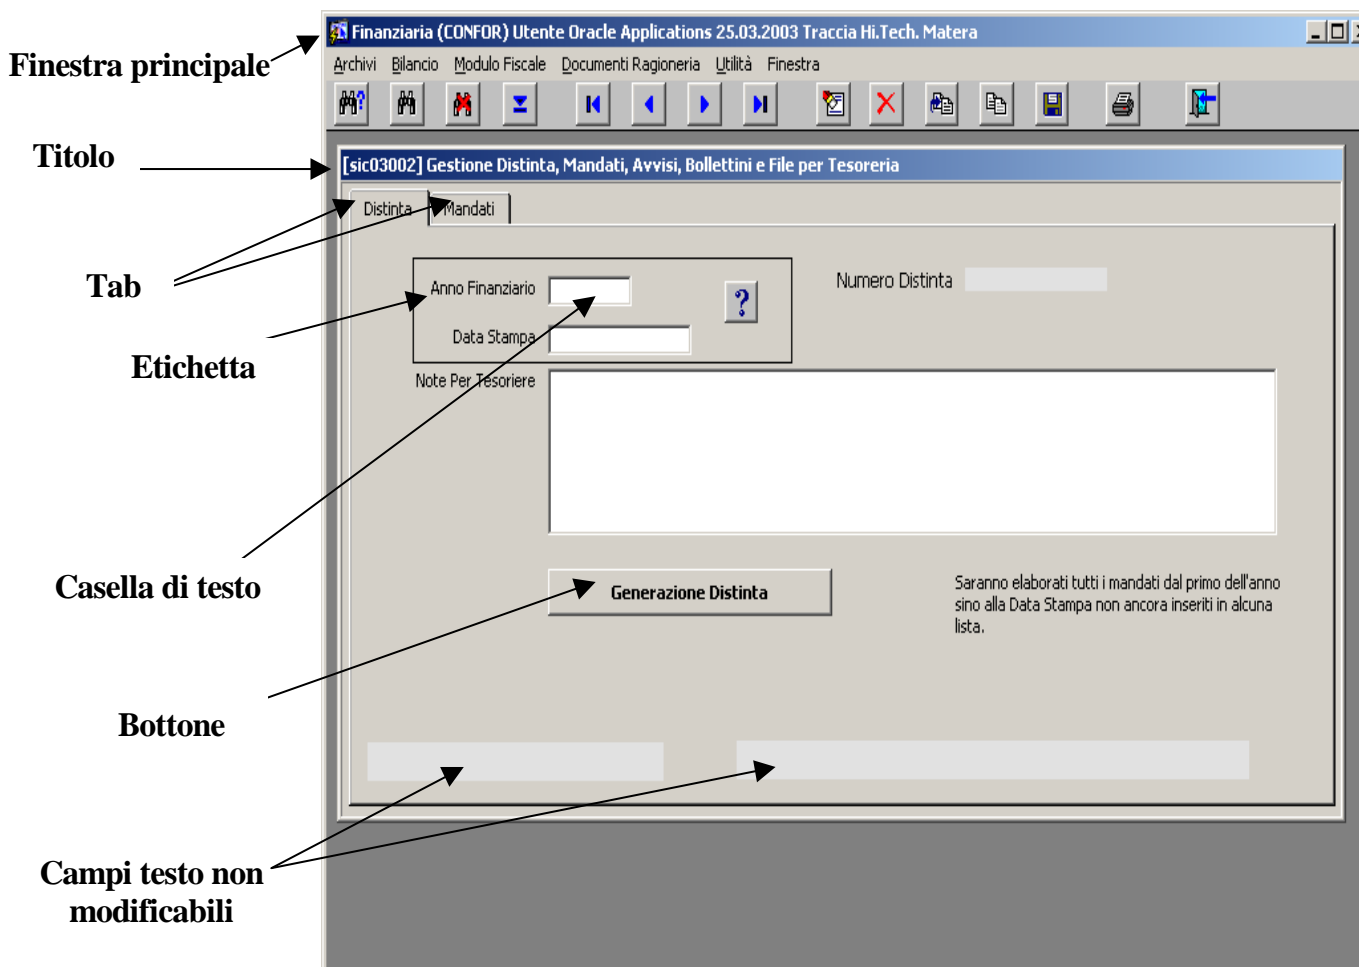 Finanziaria (CONFOR) Utente Oracle Applications 25.03.2003 Traccia Hi.Tech. Matera
Finestra principale
Archivi Bilancio Modulo Fiscale Documenti Ragioneria Utilità Finestra
Titolo
[sic03002] Gestione Distinta, Mandati, Avvisi, Bollettini e File per Tesoreria
Distinta Mandati
Tab
Anno Finanziario ? Numero Distinta
Data Stampa
Etichetta
Note Per Tesoriere
Casella di testo
Generazione Distinta
Saranno elaborati tutti i mandati dal primo dell'anno
sino alla Data Stampa non ancora inseriti in alcuna
lista.
Bottone
Campi testo non
modificabili